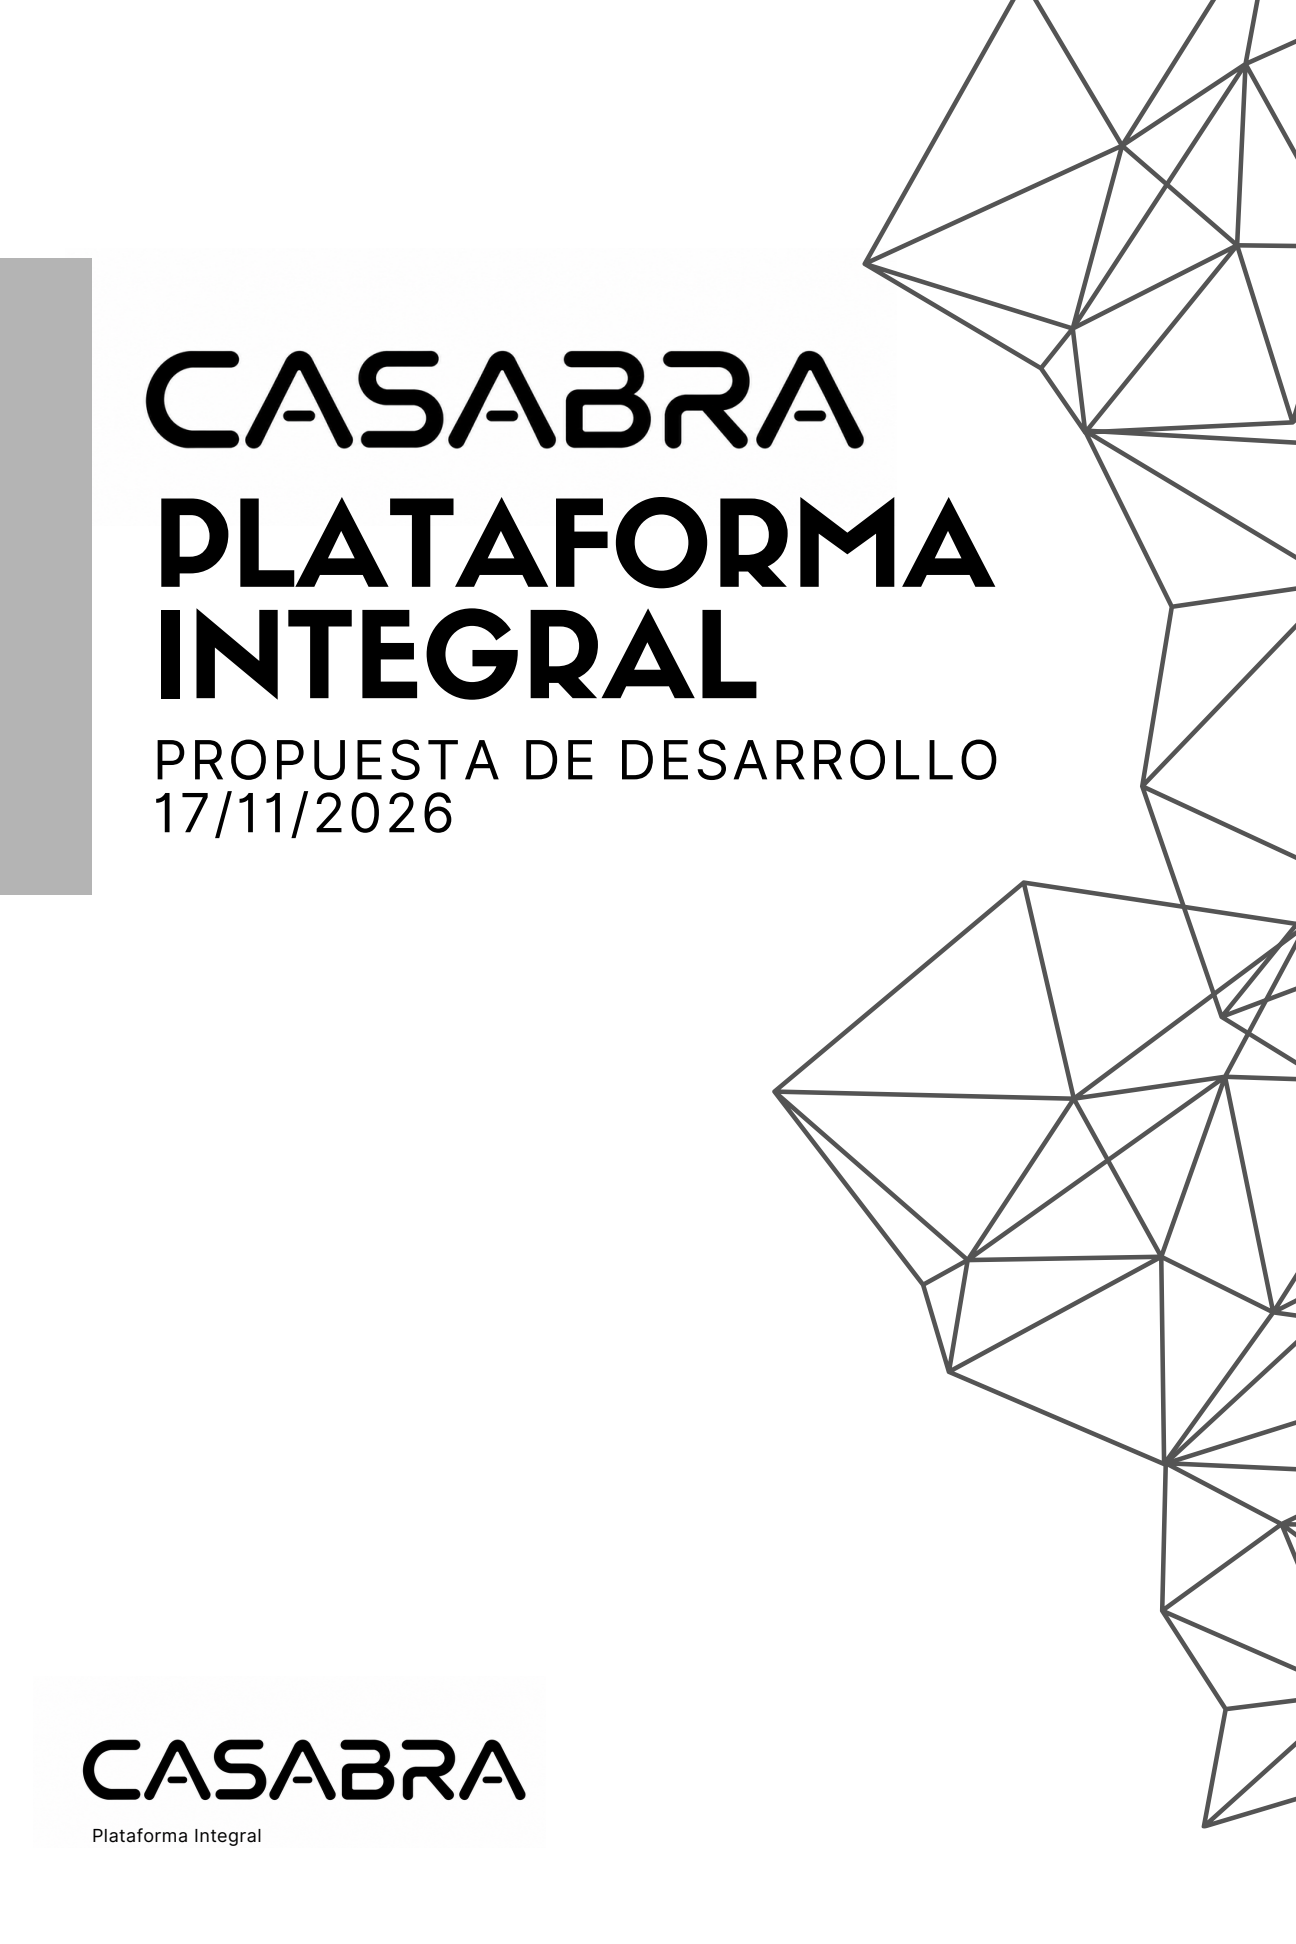 CASABRA
PLATAFORMA
INTEGRAL
PROPUESTA DE DESARROLLO
17/11/2026
CASABRA
Plataforma Integral